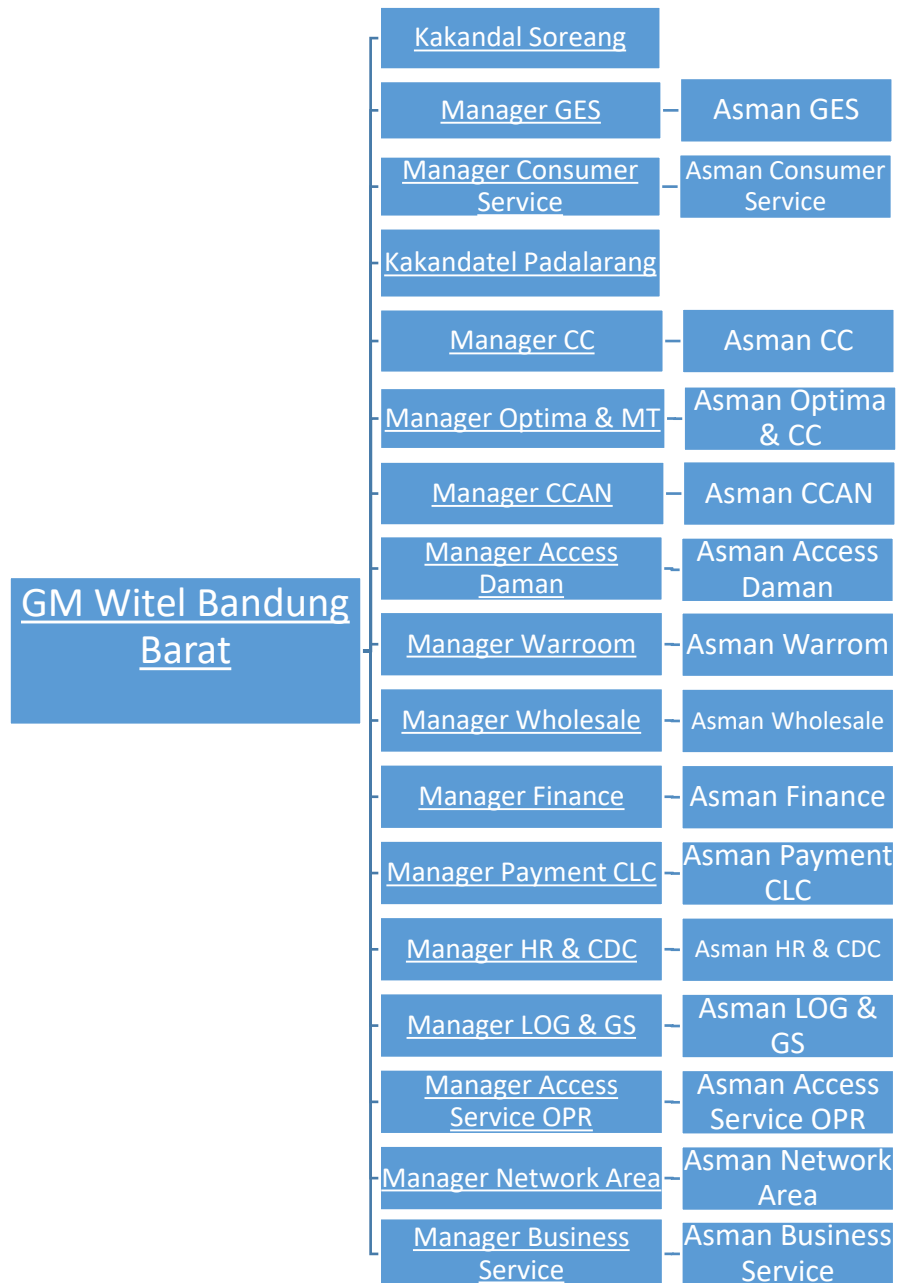 Kakandal Soreang
Manager GES
Asman GES
Manager Consumer
Service
Asman Consumer
Service
Kakandatel Padalarang
Manager CC
Asman CC
Manager Optima & MT
Asman Optima
& CC
Manager CCAN
Asman CCAN
Manager Access
Daman
Asman Access
Daman
GM Witel Bandung
Barat
Manager Warroom
Asman Warrom
Manager Wholesale
Asman Wholesale
Manager Finance
Asman Finance
Manager Payment CLC
Asman Payment
CLC
Manager HR & CDC
Asman HR & CDC
Manager LOG & GS
Asman LOG &
GS
Manager Access
Service OPR
Asman Access
Service OPR
Manager Network Area
Asman Network
Area
Manager Business
Service
Asman Business
Service